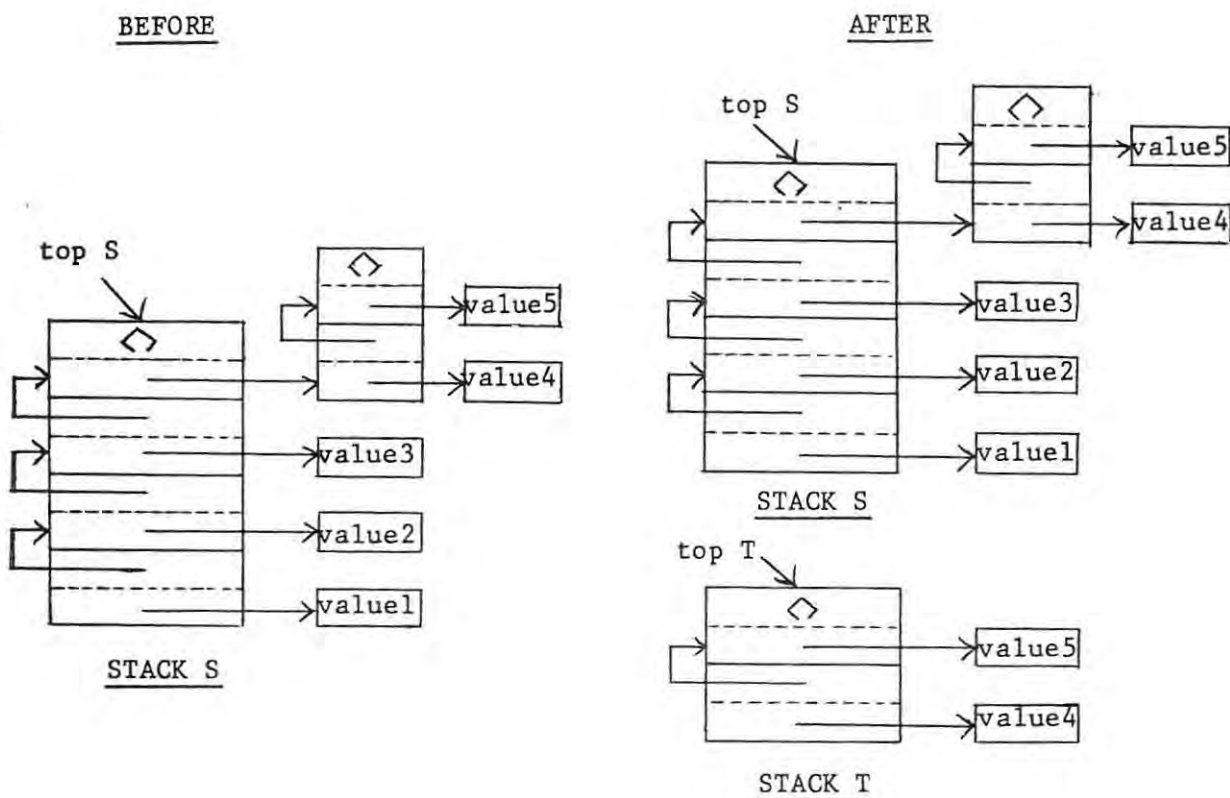 BEFORE
top S
value5
value4
value3
value2
value1
STACK S
AFTER
top S
value5
value4
value3
value2
value1
STACK S
top T
value5
value4
STACK T